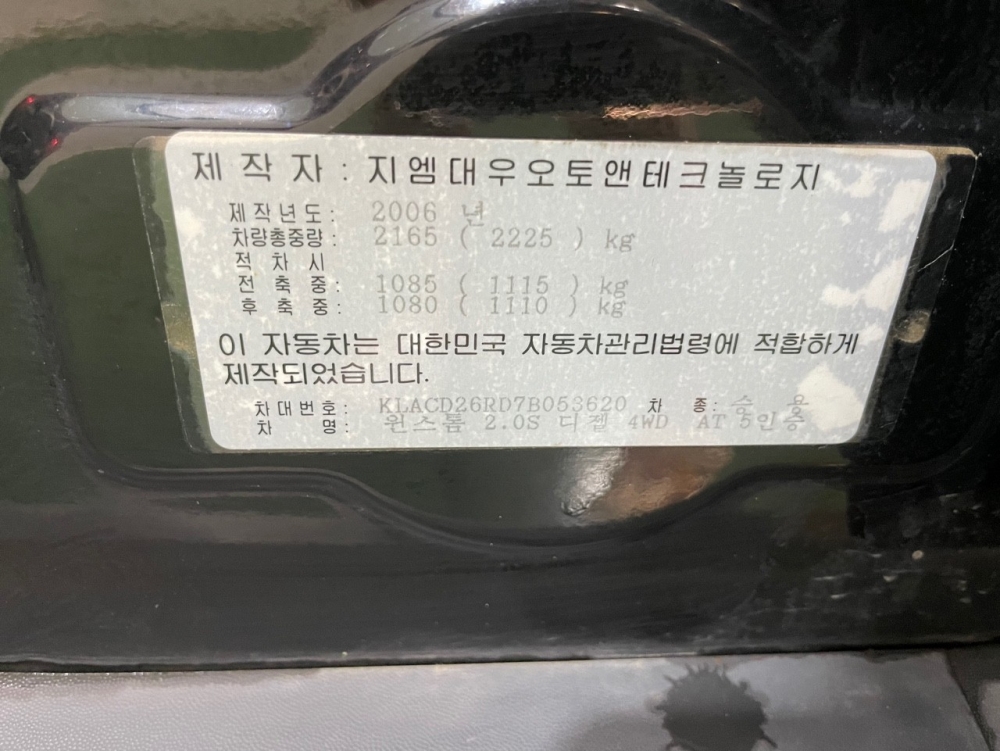 제 작 자 : 지엠대우오토앤테크놀로지
제작년도: 2006 년
차량총중량: 2165 ( 2225 ) kg
적 차 시
전 축 중: 1085 ( 1115 ) kg
후 축 중: 1080 ( 1110 ) kg
이 자동차는 대한민국 자동차관리법령에 적합하게
제작되었습니다.
차대번호: KLACD26RD7B053620 차 종: 승 용
차 명: 윈스톰 2.0S 디젤 4WD AT 5인승